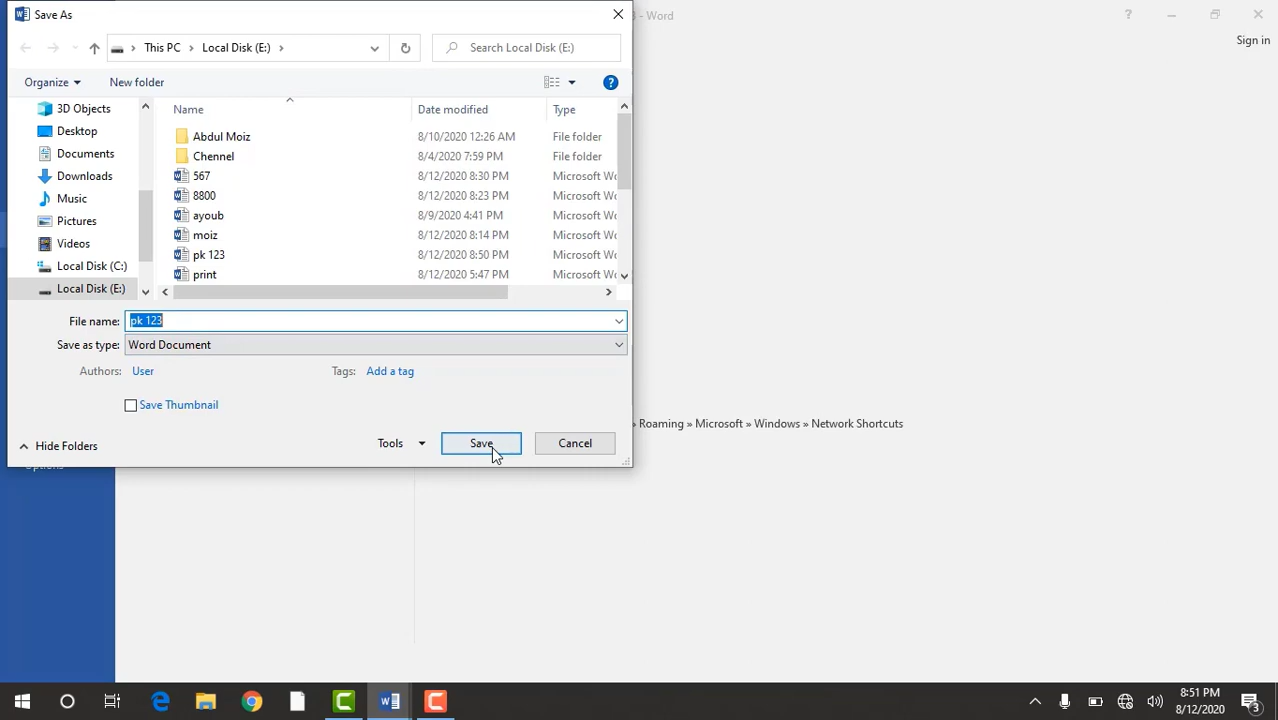 Save As
3 - Word
Sign in
This PC > Local Disk (E:) >
Search Local Disk (E:)
Organize
New folder
3D Objects
Desktop
Documents
Downloads
Music
Pictures
Videos
Local Disk (C:)
Local Disk (E:)
Name Date modified Type
Abdul Moiz 8/10/2020 12:26 AM File folder
Chennel 8/4/2020 7:59 PM File folder
567 8/12/2020 8:30 PM Microsoft Wo
8800 8/12/2020 8:23 PM Microsoft Wo
ayoub 8/9/2020 4:41 PM Microsoft Wo
moiz 8/12/2020 8:14 PM Microsoft Wo
pk 123 8/12/2020 8:50 PM Microsoft Wo
print 8/12/2020 5:47 PM Microsoft Wo
File name: pk 123
Save as type: Word Document
Authors: User
Tags: Add a tag
Save Thumbnail
Hide Folders
Tools
Save
Cancel
» Roaming » Microsoft » Windows » Network Shortcuts
Options
8:51 PM
8/12/2020
3